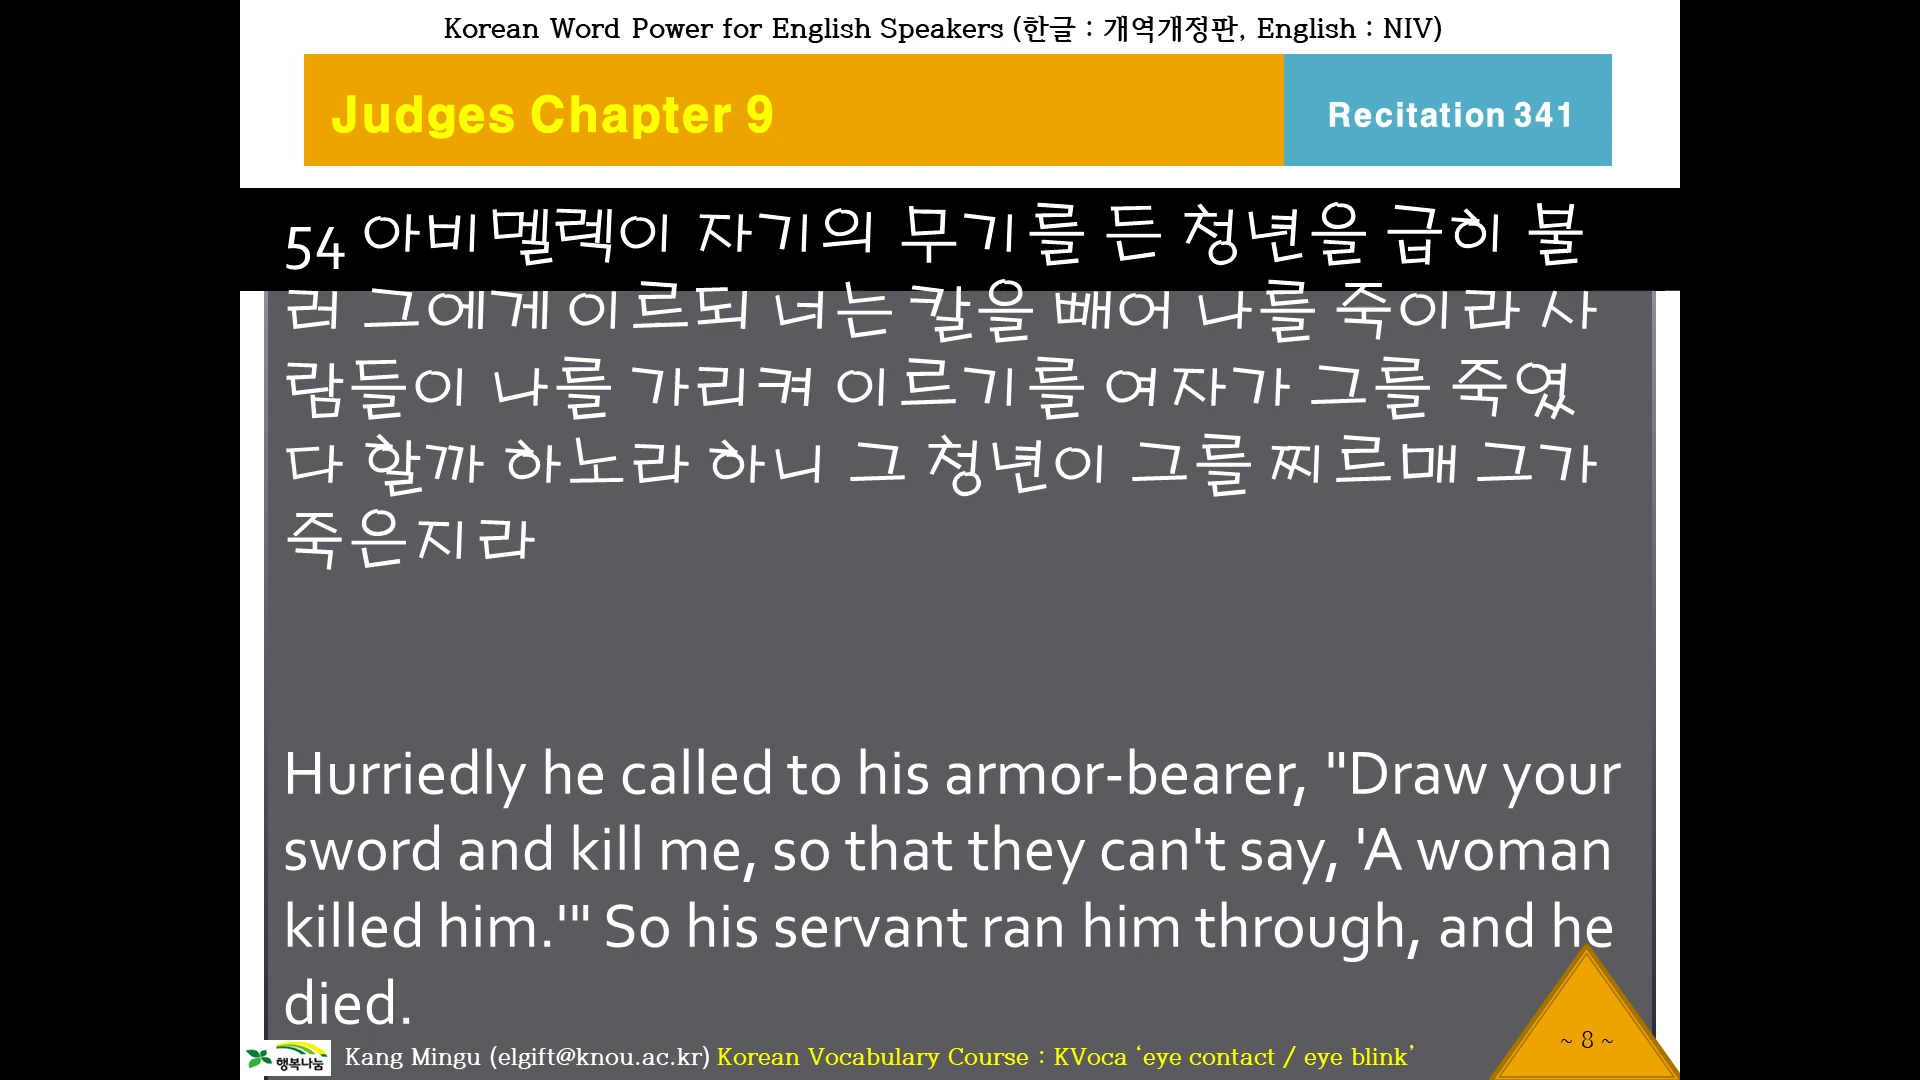 Korean Word Power for English Speakers (한글 : 개역개정판, English : NIV)
Judges Chapter 9
Recitation 341
54 아비멜렉이 자기의 무기를 든 청년을 급히 불
러 그에게 이르되 너는 칼을 빼어 나를 죽이라 사
람들이 나를 가리켜 이르기를 여자가 그를 죽였
다 할까 하노라 하니 그 청년이 그를 찌르매 그가
죽은지라
Hurriedly he called to his armor-bearer, "Draw your
sword and kill me, so that they can't say, 'A woman
killed him.'" So his servant ran him through, and he
died.
~ 8 ~
행복나눔
Kang Mingu (elgift@knou.ac.kr) Korean Vocabulary Course : KVoca ‘eye contact / eye blink’